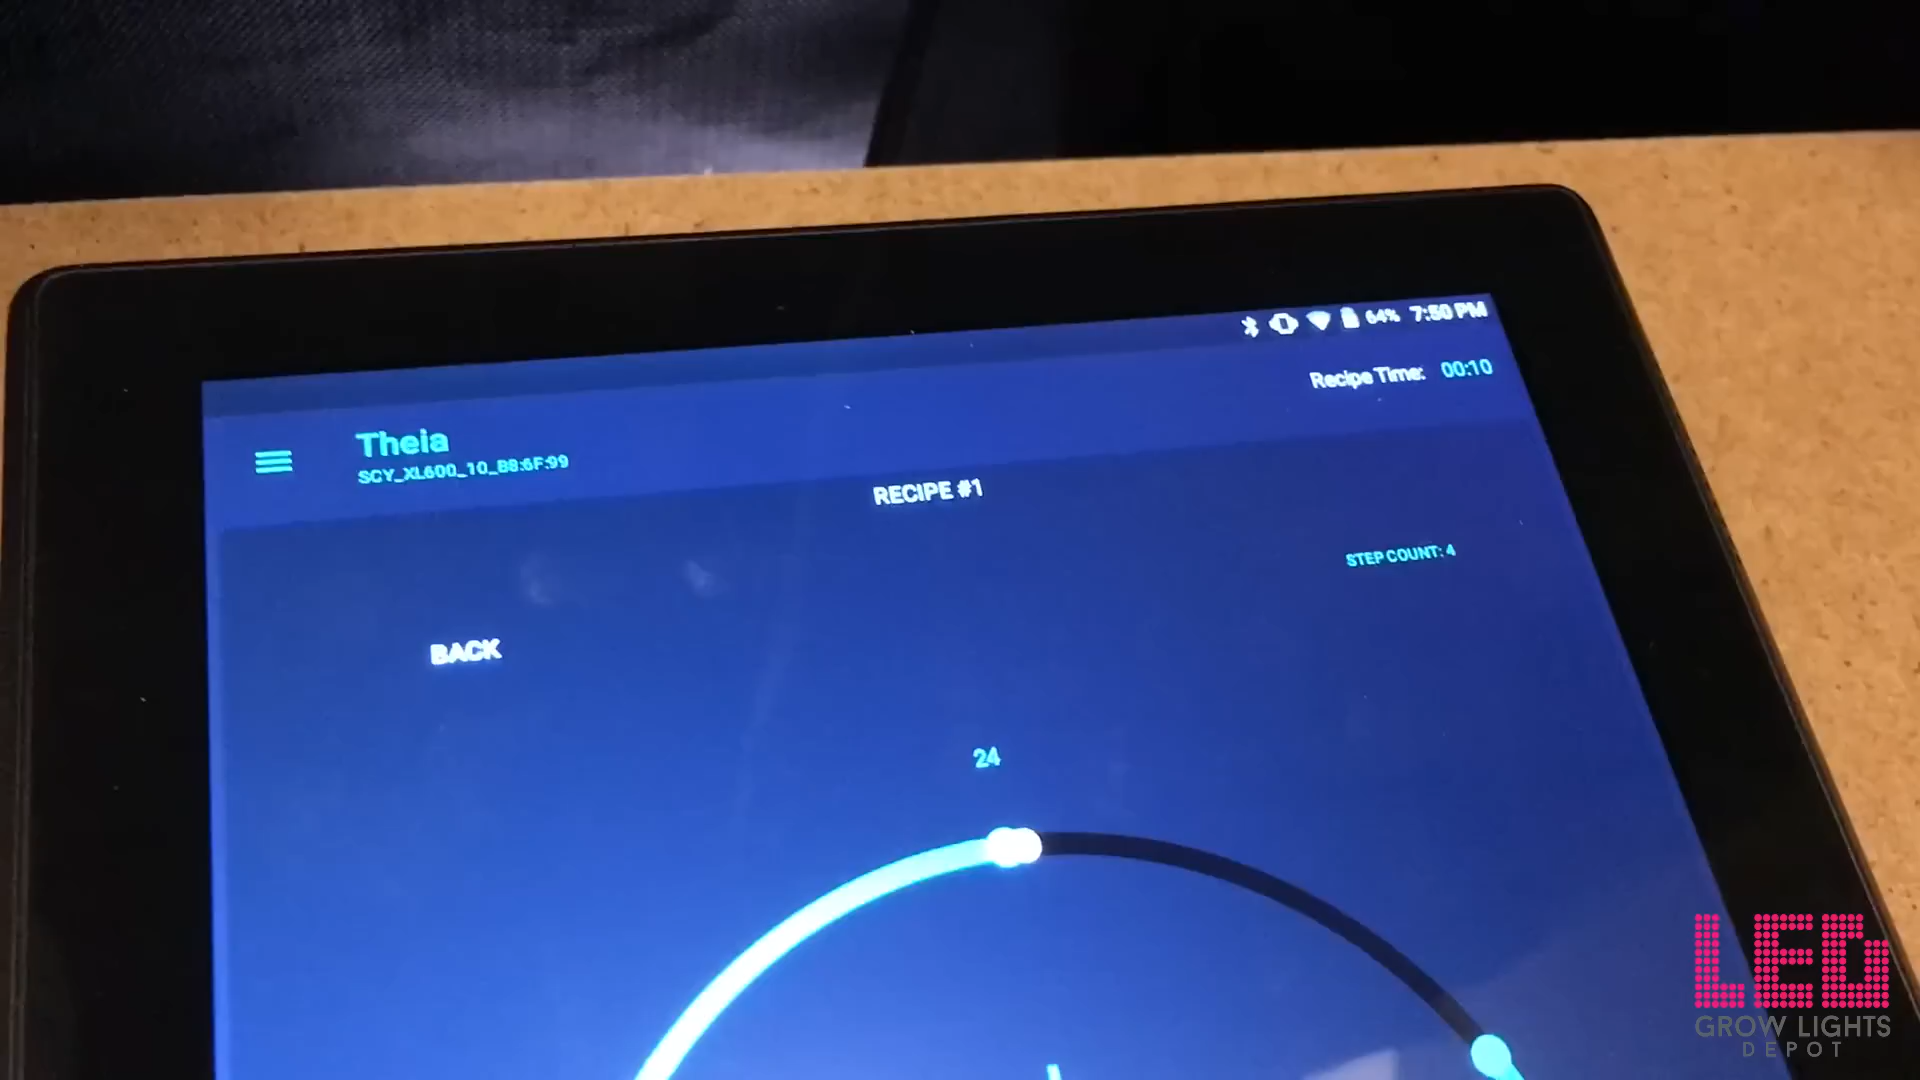 64% 7:50 PM
Recipe Time: 00:10
Theia
SCY_XL600_10_B8:6F:99
RECIPE #1
STEP COUNT: 4
BACK
24
LED
GROW LIGHTS
DEPOT